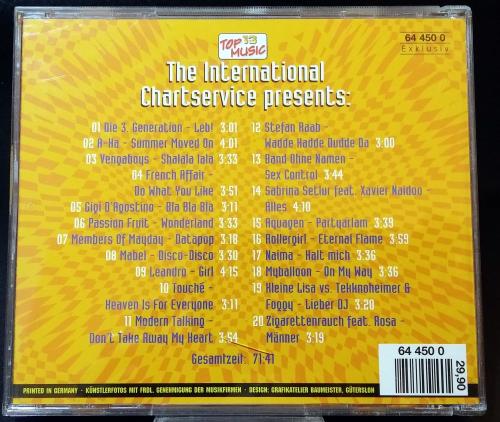 TOP 13 MUSIC
64 450 0
Exklusiv
The International
Chartservice presents:
01 Die 3. Generation - Leb! 3:01
02 A-Ha - Summer Moved On 4:01
03 Vengaboys - Shalala lala 3:33
04 French Affair -
Do What You Like 3:51
05 Gigi D'Agostino - Bla Bla Bla 3:11
06 Passion Fruit - Wonderland 3:33
07 Members Of Mayday - Datapop 3:18
08 Mabel - Disco-Disco 3:30
09 Leandro - Girl 4:15
10 Touché -
Heaven Is For Everyone 3:11
11 Modern Talking -
Don't Take Away My Heart 3:54
12 Stefan Raab -
Wadde Hadde Dudde Da 3:00
13 Band Ohne Namen -
Sex Control 3:44
14 Sabrina Setlur feat. Xavier Naidoo -
Alles 4:10
15 Aquagen - Partyalarm 3:39
16 Rollergirl - Eternal Flame 3:59
17 Naima - Halt mich 3:36
18 Myballoon - On My Way 3:36
19 Kleine Lisa vs. Tekknoheimer &
Foggy - Lieber DJ 3:28
20 Zigarettenrauch feat. Rosa -
Männer 3:19
Gesamtzeit: 71:41
64 450 0
29,90
PRINTED IN GERMANY - KÜNSTLERFOTOS MIT FRDL. GENEHMIGUNG DER MUSIKFIRMEN - DESIGN: GRAFIKATELIER BAUMEISTER, GÜTERSLOH